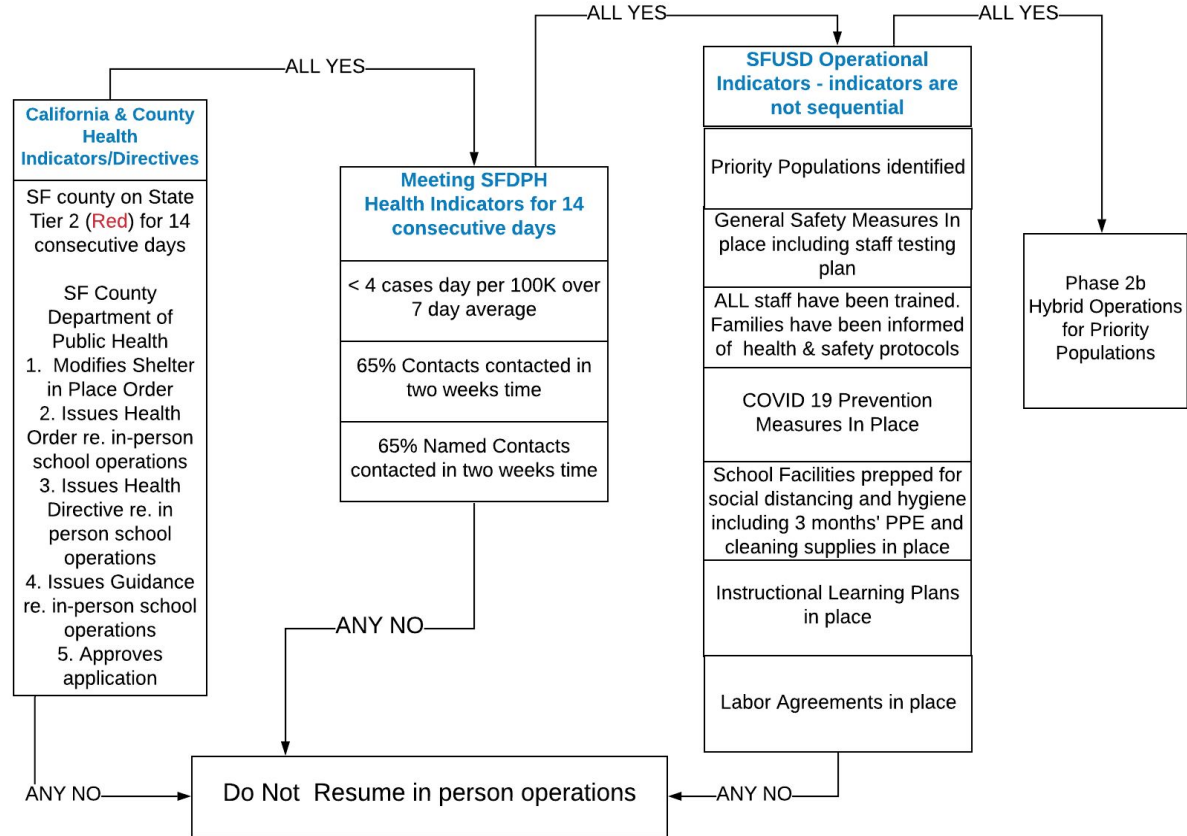 ALL YES
California & County
Health
Indicators/Directives
SF county on State
Tier 2 (Red) for 14
consecutive days
SF County
Department of
Public Health
1. Modifies Shelter
in Place Order
2. Issues Health
Order re. in-person
school operations
3. Issues Health
Directive re. in
person school
operations
4. Issues Guidance
re. in-person school
operations
5. Approves
application
ANY NO
ALL YES
Meeting SFDPH
Health Indicators for 14
consecutive days
< 4 cases day per 100K over
7 day average
65% Contacts contacted in
two weeks time
65% Named Contacts
contacted in two weeks time
ANY NO
ALL YES
SFUSD Operational
Indicators - indicators are
not sequential
Priority Populations identified
General Safety Measures In
place including staff testing
plan
ALL staff have been trained.
Families have been informed
of health & safety protocols
COVID 19 Prevention
Measures In Place
School Facilities prepped for
social distancing and hygiene
including 3 months' PPE and
cleaning supplies in place
Instructional Learning Plans
in place
Labor Agreements in place
ANY NO
Phase 2b
Hybrid Operations
for Priority
Populations
Do Not Resume in person operations